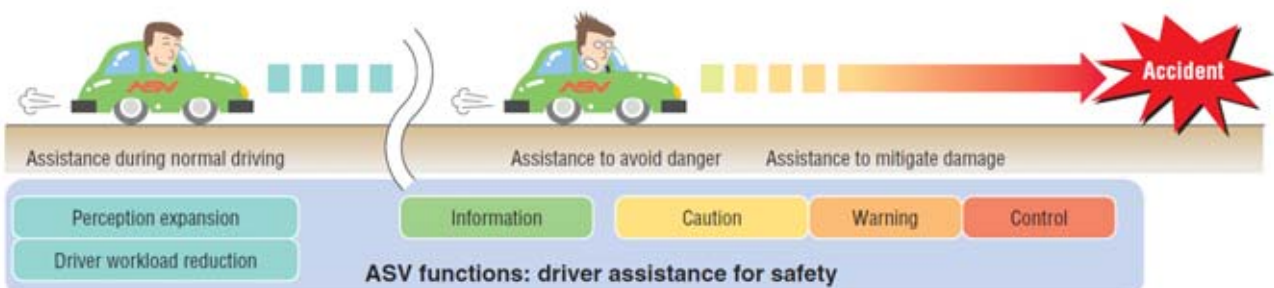 ASV
ASV
Accident
Assistance during normal driving
Assistance to avoid danger
Assistance to mitigate damage
Perception expansion
Driver workload reduction
Information
Caution
Warning
Control
ASV functions: driver assistance for safety